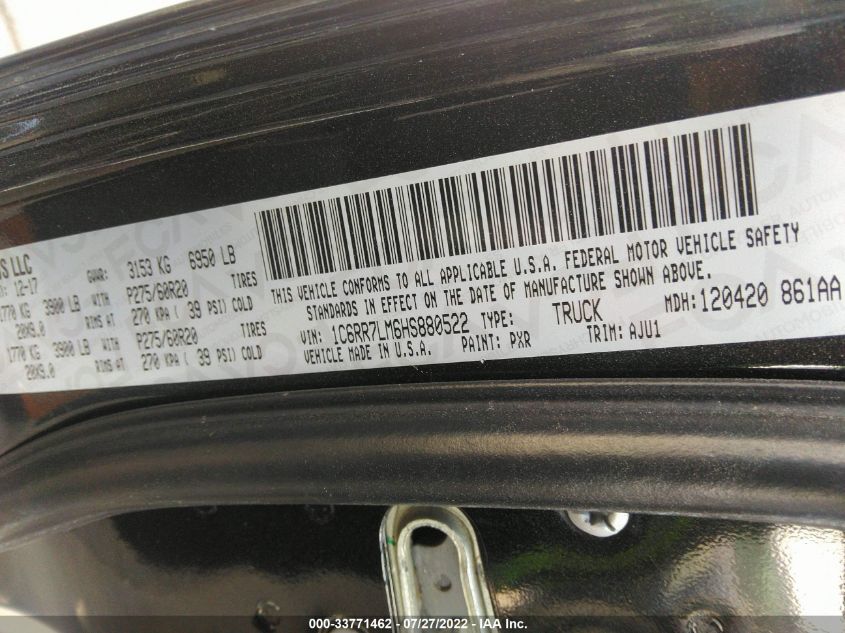 US LLC
12-17
GVWR: 3153 KG 6950 LB
1770 KG 3900 LB WITH P275/60R20 TIRES
20X9.0 RIMS AT 270 KPA ( 39 PSI) COLD
1770 KG 3900 LB WITH P275/60R20 TIRES
20X9.0 RIMS AT 270 KPA ( 39 PSI) COLD
THIS VEHICLE CONFORMS TO ALL APPLICABLE U.S.A. FEDERAL MOTOR VEHICLE SAFETY
STANDARDS IN EFFECT ON THE DATE OF MANUFACTURE SHOWN ABOVE.
VIN: 1C6RR7LM6HS880522 TYPE: TRUCK MDH:120420 861AA
VEHICLE MADE IN U.S.A. PAINT: PXR TRIM: AJU1
000-33771462 - 07/27/2022 - IAA Inc.